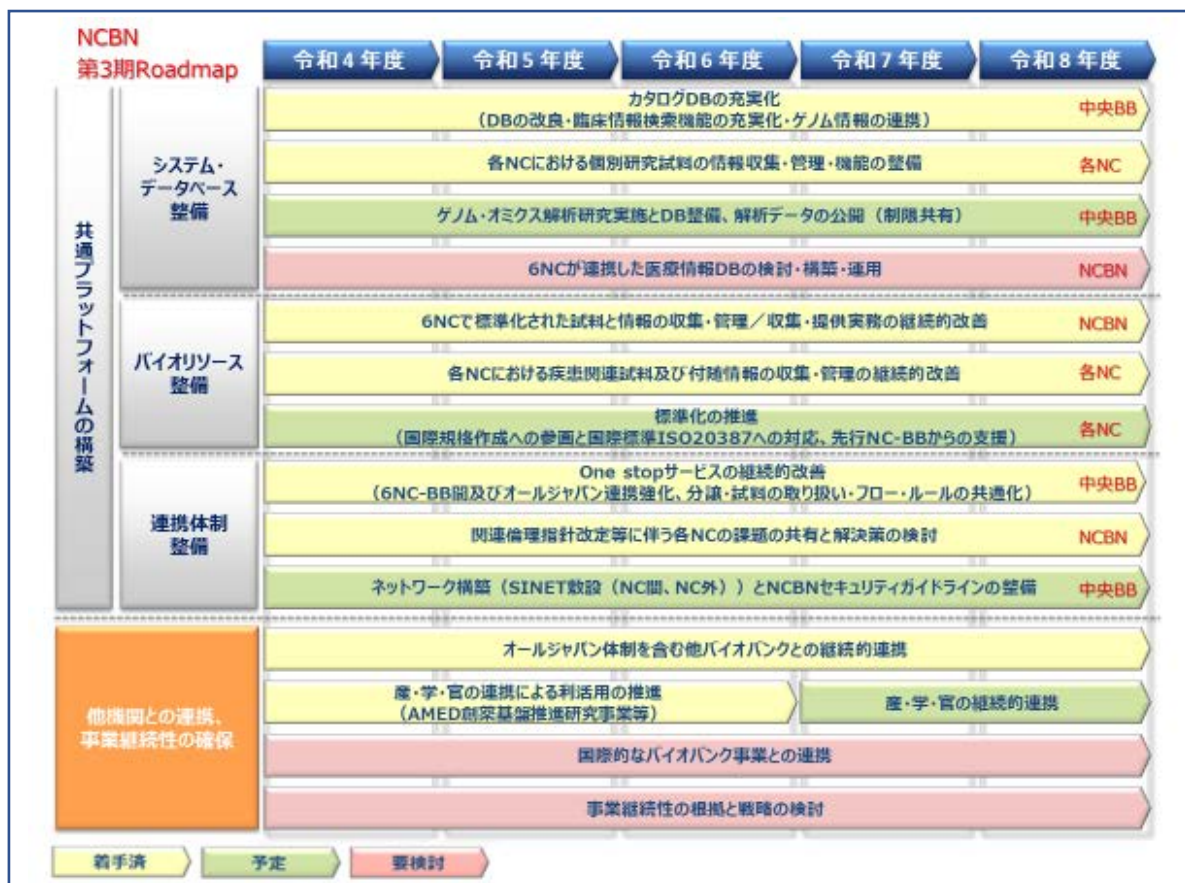 NCBN
第3期Roadmap
令和4年度
令和5年度
令和6年度
令和7年度
令和8年度
共通プラットフォームの構築
システム・
データベース
整備
カタログDBの充実化
(DBの改良・臨床情報検索機能の充実化・ゲノム情報の連携)
中央BB
各NCにおける個別研究試料の情報収集・管理・機能の整備
各NC
ゲノム・オミクス解析研究実施とDB整備、解析データの公開(制限共有)
中央BB
6NCが連携した医療情報DBの検討・構築・運用
NCBN
バイオリソース
整備
6NCで標準化された試料と情報の収集・管理/収集・提供実務の継続的改善
NCBN
各NCにおける疾患関連試料及び付随情報の収集・管理の継続的改善
各NC
標準化の推進
(国際規格作成への参画と国際標準ISO20387への対応、先行NC-BBからの支援)
各NC
連携体制
整備
One stopサービスの継続的改善
(6NC-BB間及びオールジャパン連携強化、分譲・試料の取り扱い・フロー・ルールの共通化)
中央BB
関連倫理指針改定等に伴う各NCの課題の共有と解決策の検討
NCBN
ネットワーク構築(SINET敷設(NC間、NC外))とNCBNセキュリティガイドラインの整備
中央BB
他機関との連携、
事業継続性の確保
オールジャパン体制を含む他バイオバンクとの継続的連携
産・学・官の連携による利活用の推進
(AMED創薬基盤推進研究事業等)
産・学・官の継続的連携
国際的なバイオバンク事業との連携
事業継続性の根拠と戦略の検討
着手済
予定
要検討